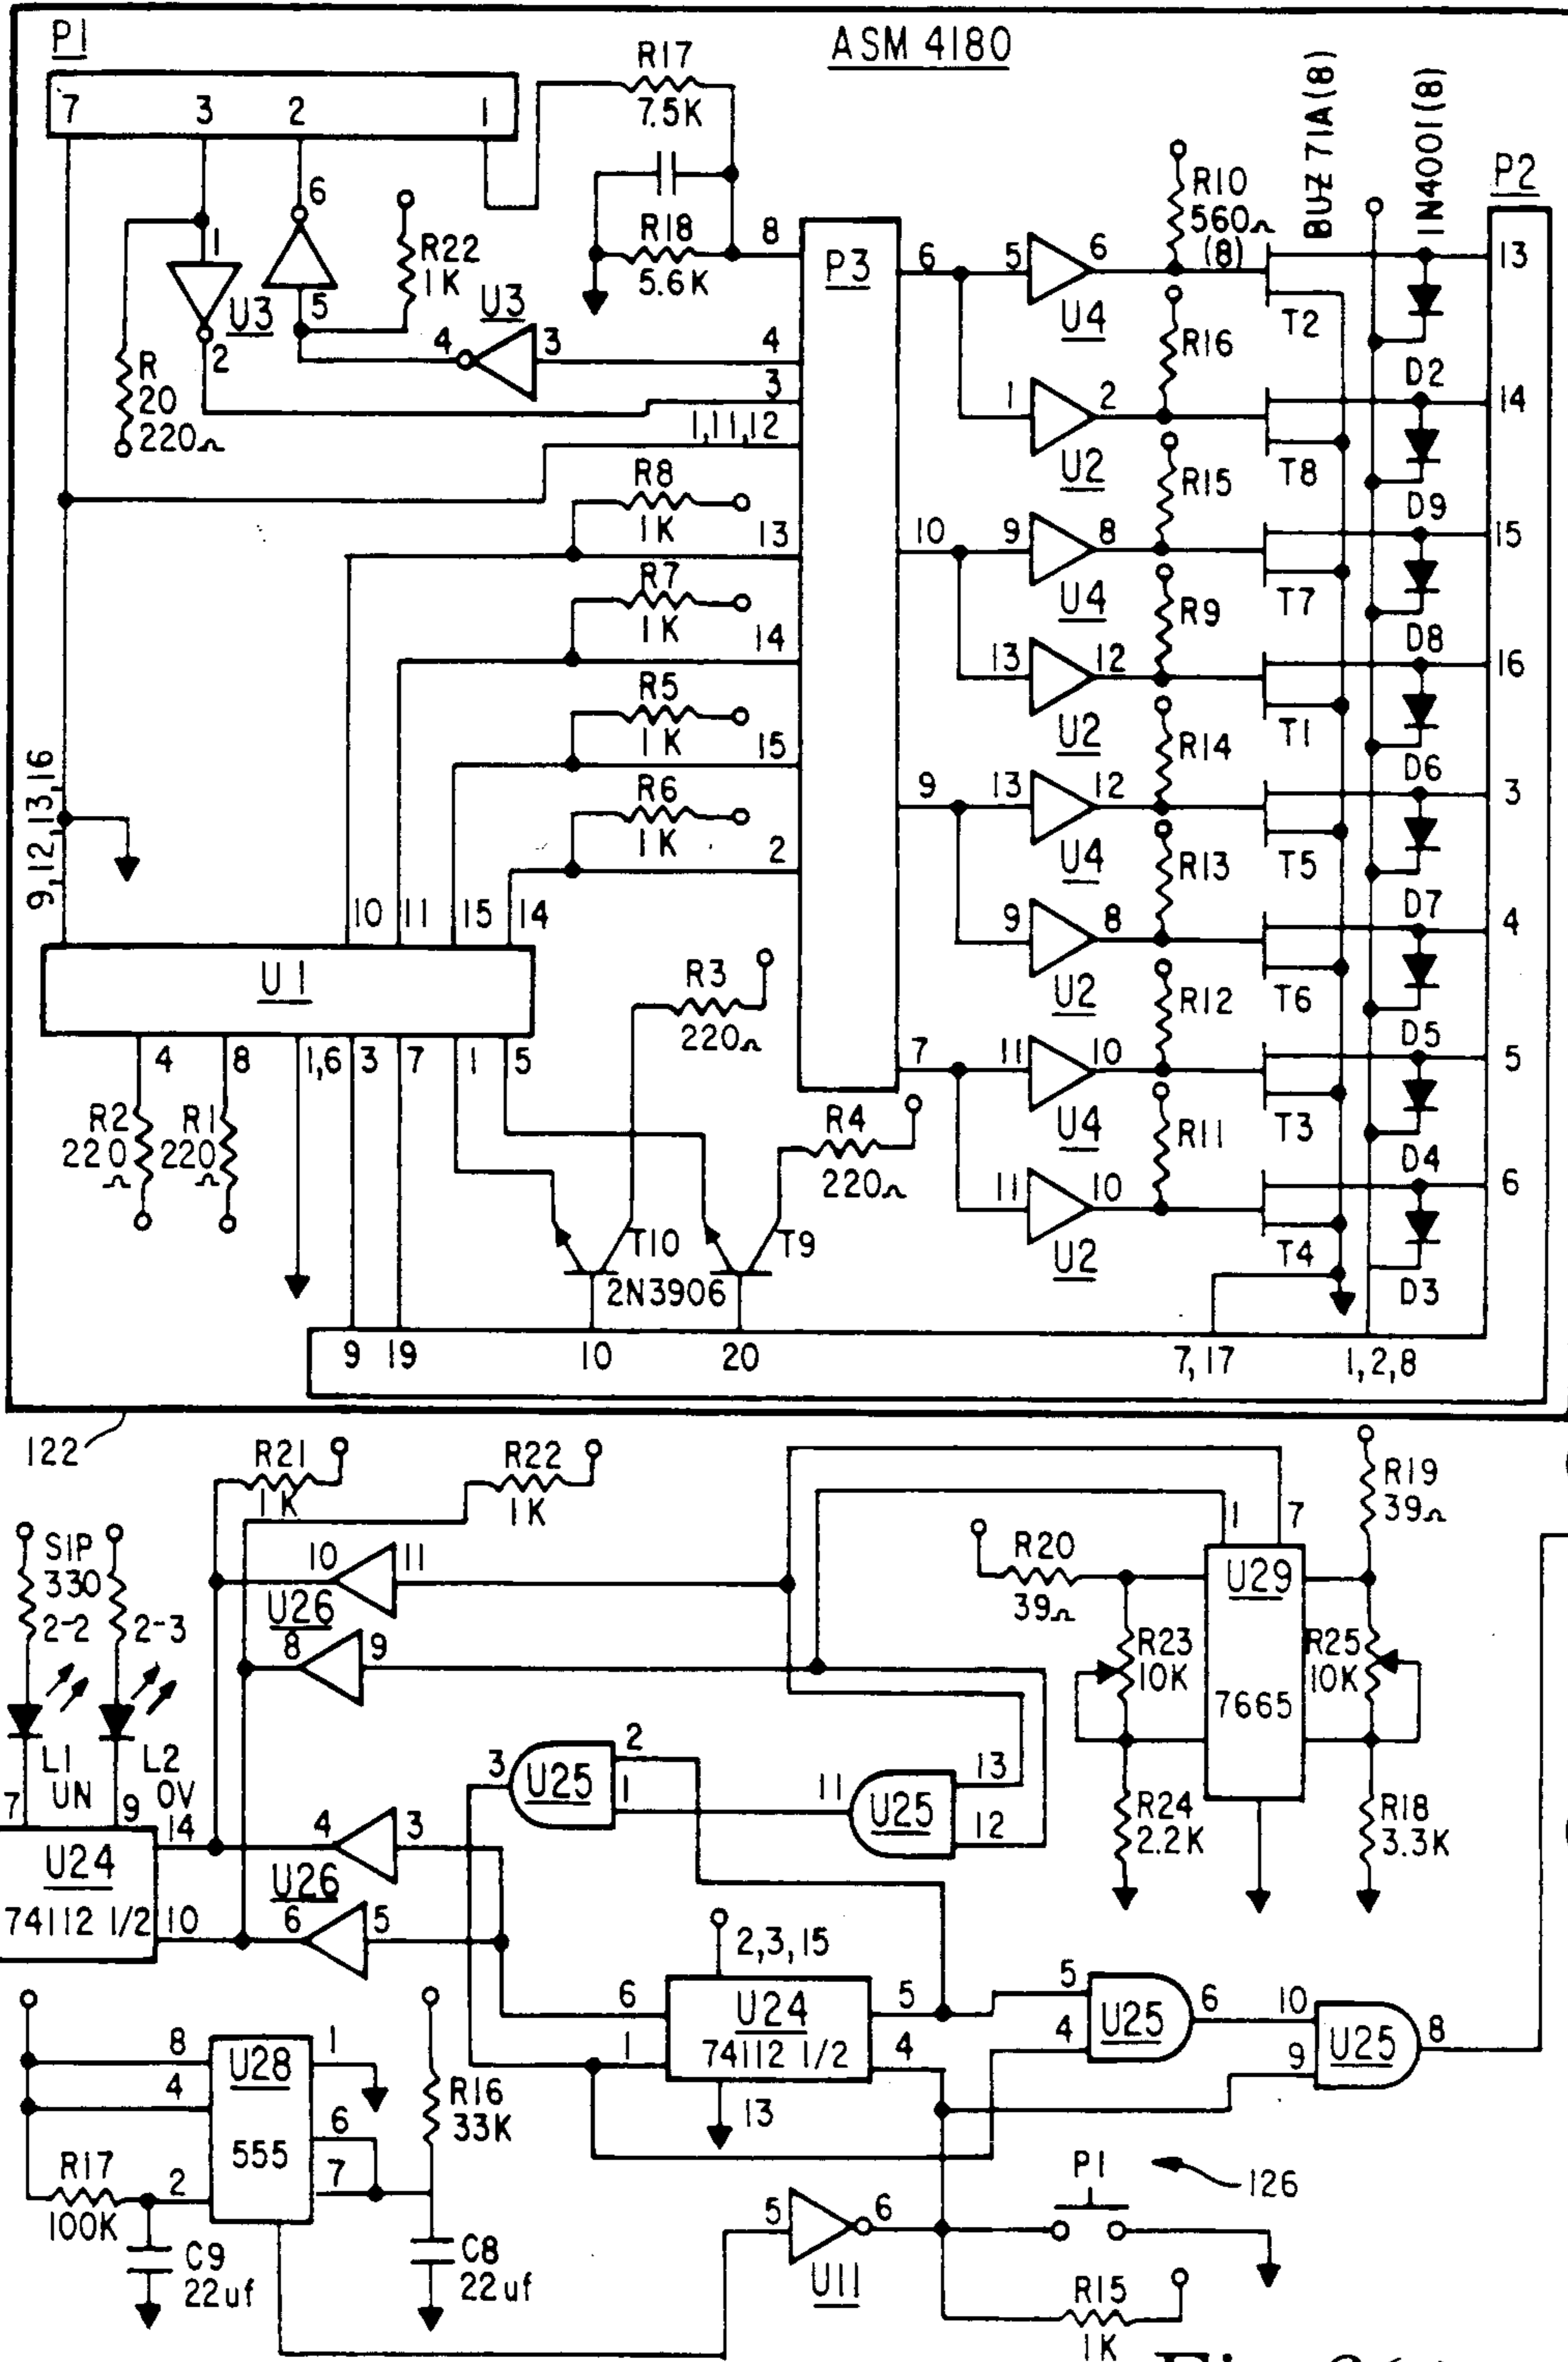 P1
ASM 4180
7 3 2 1
R17
7.5K
BUZ 71A(8)
1N4001(8)
P2
R10
560Ω
(8)
6
R22
1K
R18
5.6K
8
P3
6
5
6
U4
T2
13
1
U3
5
U3
4
3
4
R16
D2
R
20
220Ω
2
3
1,11,12
1
2
U2
T8
14
R15
D9
R8
1K
13
10
9
8
U4
T7
15
R9
D8
R7
1K
14
13
12
U2
T1
16
R14
D6
R5
1K
15
9
13
12
U4
T5
3
R13
D7
R6
1K
2
9
8
U2
T6
4
R12
D5
9,12,13,16
10 11 15 14
U1
R3
220Ω
7
11
10
U4
T3
5
R11
D4
4 8 1,6 3 7 1 5
R2
220
Ω
R1
220
Ω
R4
220Ω
11
10
U2
T4
6
D3
T10
2N3906
T9
9 19 10 20 7,17 1,2,8
122
R21
1K
R22
1K
R19
39Ω
SIP
330
2-2
2-3
10
11
U26
8
9
R20
39Ω
1
7
U29
7665
R23
10K
R25
10K
L1
UN
L2
OV
7
9
14
U24
74112 1/2
10
4
3
U26
6
5
3
U25
2
1
11
U25
13
12
R24
2.2K
R18
3.3K
2,3,15
6
U24
74112 1/2
5
1
4
13
5
4
U25
6
10
9
U25
8
8
4
U28
555
1
6
7
2
R16
33K
R17
100K
C9
22uf
C8
22uf
5
6
U11
P1
126
R15
1K